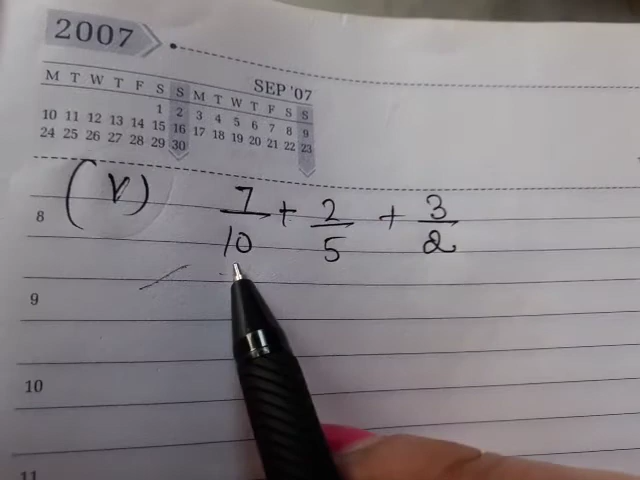 2007
SEP '07
M T W T F S S M T W T F S S
1 2 3 4 5 6 7 8 9
10 11 12 13 14 15 16 17 18 19 20 21 22 23
24 25 26 27 28 29 30
(V) 7/10 + 2/5 + 3/2
8
9
10
11